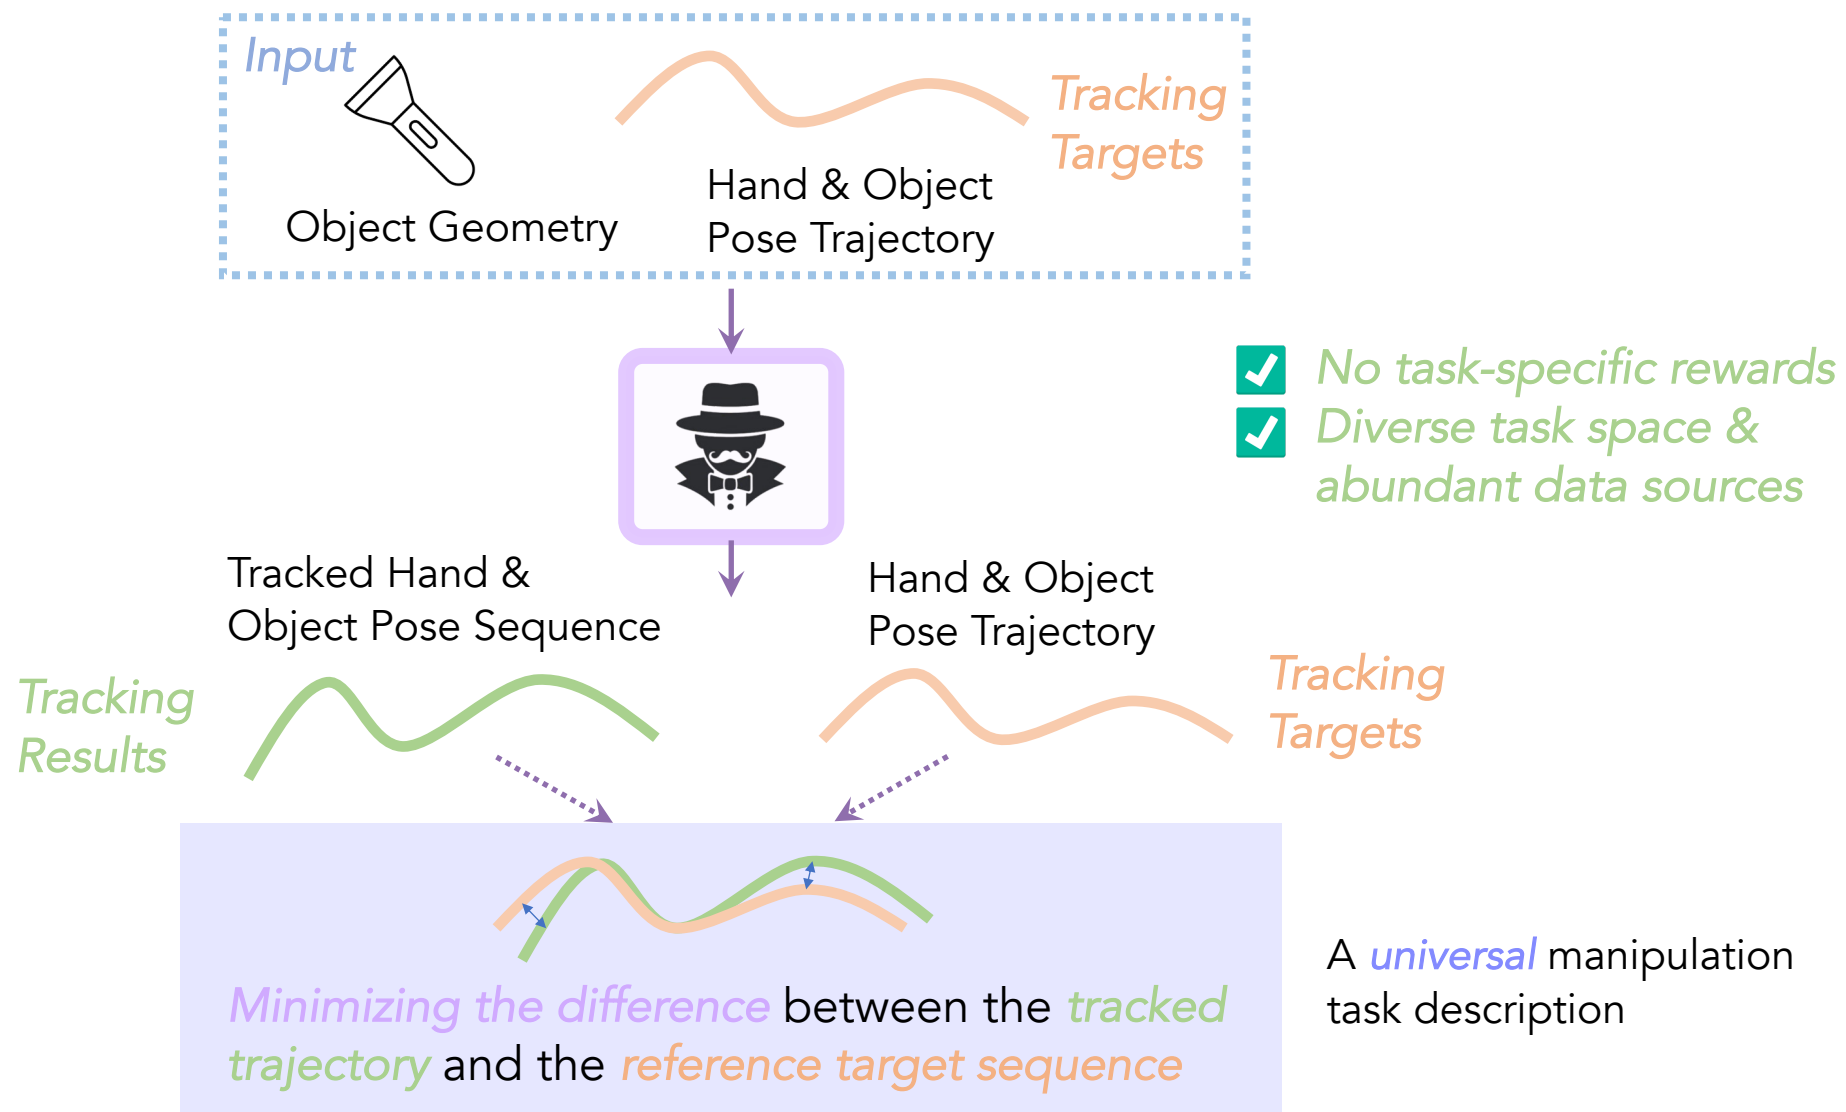 Input
Tracking
Targets
Object Geometry
Hand & Object
Pose Trajectory
No task-specific rewards
Diverse task space &
abundant data sources
Tracked Hand &
Object Pose Sequence
Hand & Object
Pose Trajectory
Tracking
Results
Tracking
Targets
Minimizing the difference between the tracked
trajectory and the reference target sequence
A universal manipulation
task description